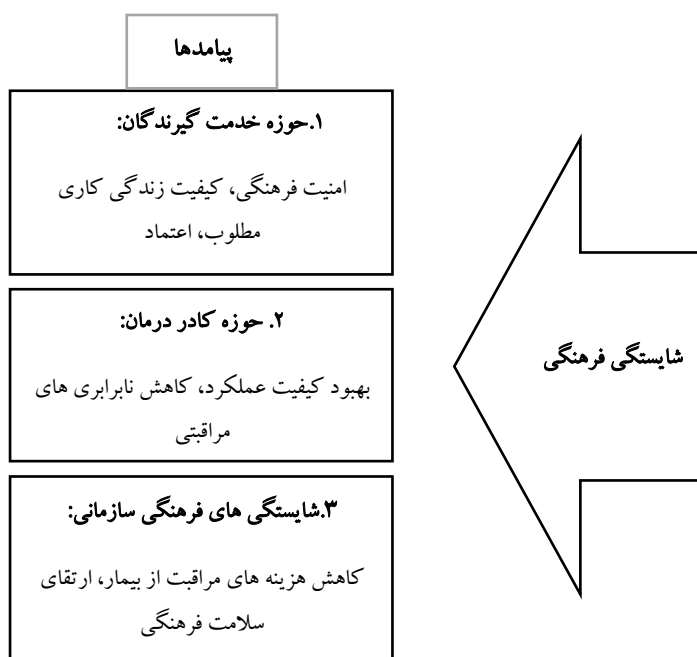 پیامدها
۱.حوزه خدمت گیرندگان:
امنیت فرهنگی، کیفیت زندگی کاری
مطلوب، اعتماد
۲. حوزه کادر درمان:
بهبود کیفیت عملکرد، کاهش نابرابری های
مراقبتی
۳.شایستگی های فرهنگی سازمانی:
کاهش هزینه های مراقبت از بیمار، ارتقای
سلامت فرهنگی
شایستگی فرهنگی